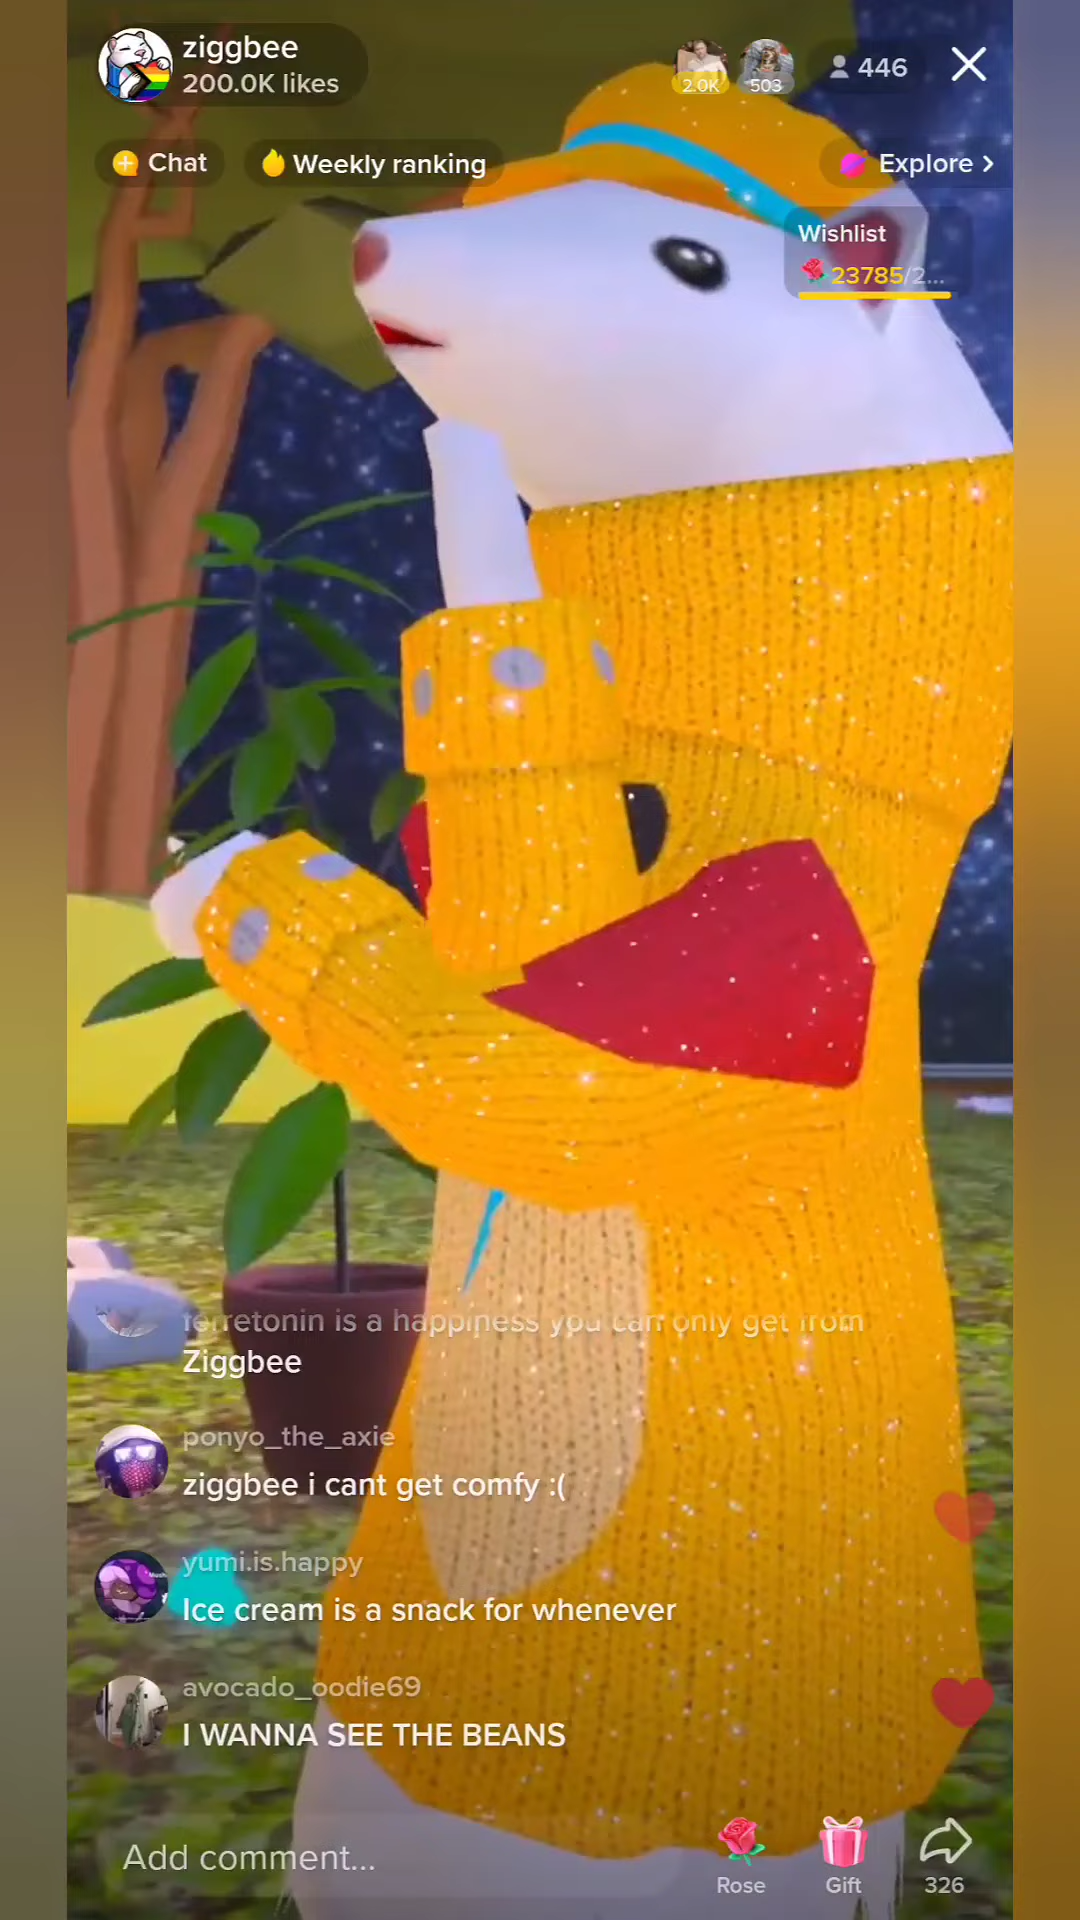 ziggbee
200.0K likes
2.0K
503
446
Chat
Weekly ranking
Explore
Wishlist
23785/2...
ferretonin is a happiness you can only get from
Ziggbee
ponyo_the_axie
ziggbee i cant get comfy :(
yumi.is.happy
Ice cream is a snack for whenever
avocado_oodie69
I WANNA SEE THE BEANS
Add comment...
Rose
Gift
326